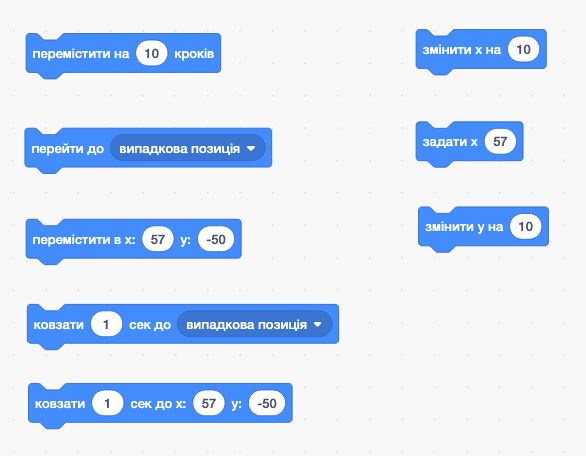 перемістити на 10 кроків
перейти до випадкова позиція
перемістити в x: 57 y: -50
ковзати 1 сек до випадкова позиція
ковзати 1 сек до x: 57 y: -50
змінити x на 10
задати x 57
змінити y на 10